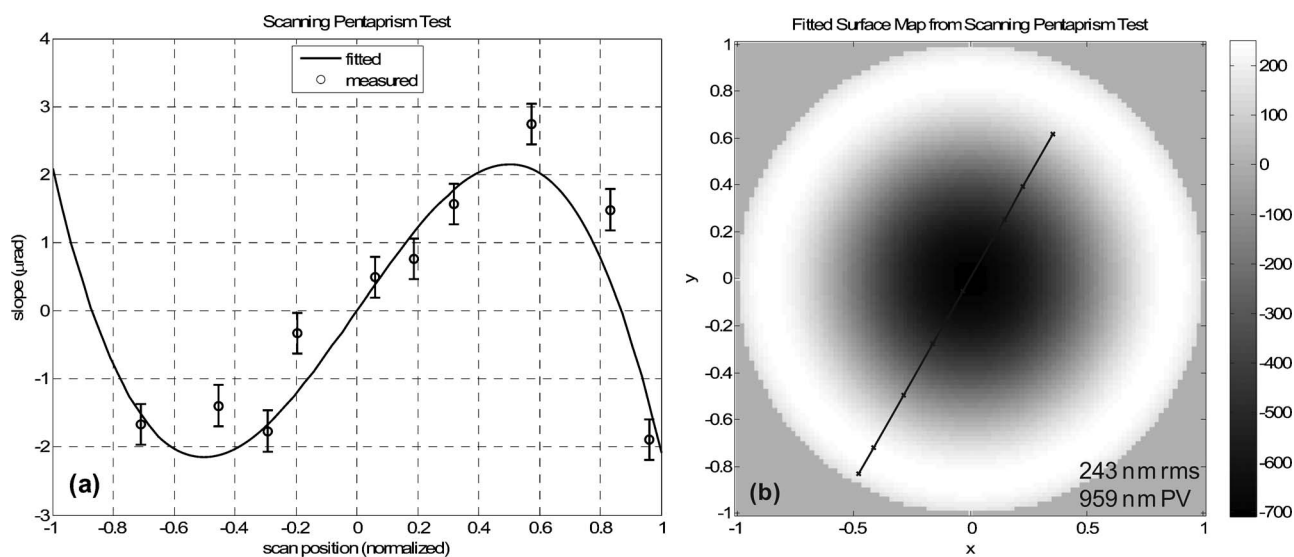 Scanning Pentaprism Test
4
3
2
1
0
-1
-2
-3
slope (μrad)
fitted
measured
(a)
-1 -0.8 -0.6 -0.4 -0.2 0 0.2 0.4 0.6 0.8 1
scan position (normalized)
Fitted Surface Map from Scanning Pentaprism Test
1
0.8
0.6
0.4
0.2
0
-0.2
-0.4
-0.6
-0.8
-1
y
243 nm rms
(b) 959 nm PV
-1 -0.5 0 0.5 1
x
200
100
0
-100
-200
-300
-400
-500
-600
-700